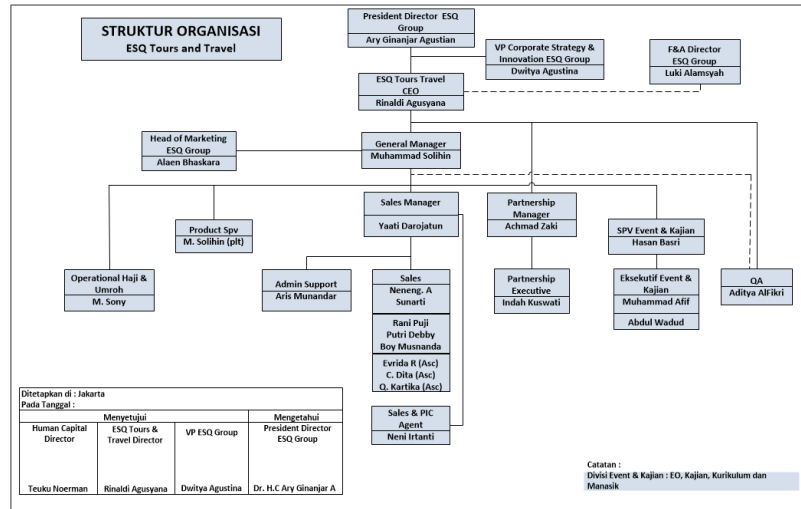 STRUKTUR ORGANISASI
ESQ Tours and Travel
President Director ESQ
Group
Ary Ginanjar Agustian
VP Corporate Strategy &
Innovation ESQ Group
Dwitya Agustina
F&A Director
ESQ Group
Luki Alamsyah
ESQ Tours Travel
CEO
Rinaldi Agusyana
Head of Marketing
ESQ Group
Alaen Bhaskara
General Manager
Muhammad Solihin
Product Spv
M. Solihin (plt)
Sales Manager
Yaati Darojatun
Partnership
Manager
Achmad Zaki
SPV Event & Kajian
Hasan Basri
Operational Haji &
Umroh
M. Sony
Admin Support
Aris Munandar
Sales
Neneng. A
Sunarti
Rani Puji
Putri Debby
Boy Musnanda
Evrida R (Asc)
C. Dita (Asc)
Q. Kartika (Asc)
Partnership
Executive
Indah Kuswati
Eksekutif Event &
Kajian
Muhammad Afif
Abdul Wadud
QA
Aditya AlFikri
Sales & PIC
Agent
Neni Irtanti
Ditetapkan di : Jakarta
Pada Tanggal :
Menyetujui
Mengetahui
Human Capital
Director
ESQ Tours &
Travel Director
VP ESQ Group
President Director
ESQ Group
Teuku Noerman
Rinaldi Agusyana
Dwitya Agustina
Dr. H.C Ary Ginanjar A
Catatan :
Divisi Event & Kajian : EO, Kajian, Kurikulum dan
Manasik